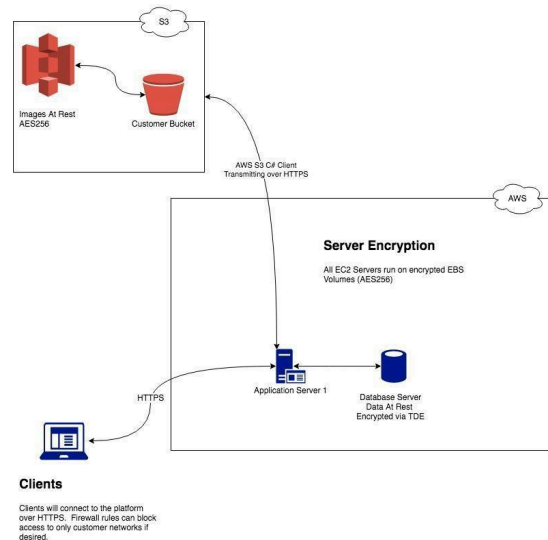 S3
Images At Rest
AES256
Customer Bucket
AWS S3 C# Client
Transmitting over HTTPS
AWS
Server Encryption
All EC2 Servers run on encrypted EBS
Volumes (AES256)
Application Server 1
Database Server
Data At Rest
Encrypted via TDE
HTTPS
Clients
Clients will connect to the platform
over HTTPS. Firewall rules can block
access to only customer networks if
desired.